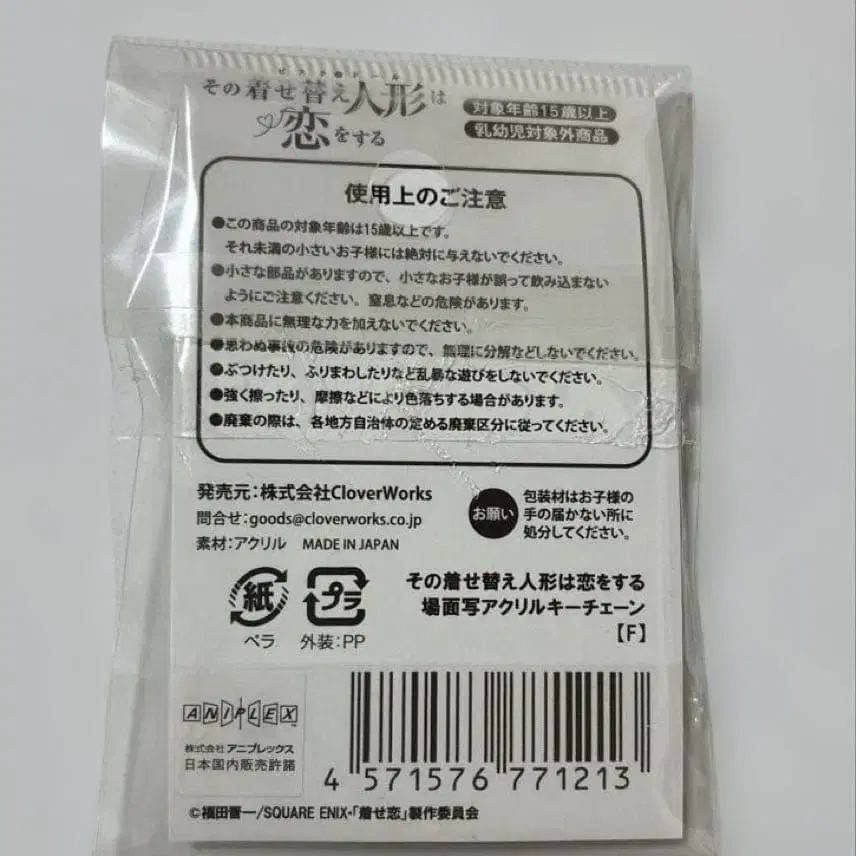 ビスク・ドール
その着せ替え人形は
恋をする
対象年齢15歳以上
乳幼児対象外商品
使用上のご注意
●この商品の対象年齢は15歳以上です。
それ未満の小さいお子様には絶対に与えないでください。
●小さな部品がありますので、小さなお子様が誤って飲み込まない
ようにご注意ください。窒息などの危険があります。
●本商品に無理な力を加えないでください。
●思わぬ事故の危険がありますので、無理に分解などしないでください。
●ぶつけたり、ふりまわしたりなど乱暴な遊びをしないでください。
●強く擦ったり、摩擦などにより色落ちする場合があります。
●廃棄の際は、各地方自治体の定める廃棄区分に従ってください。
発売元:株式会社CloverWorks
問合せ:goods@cloverworks.co.jp
素材:アクリル MADE IN JAPAN
お願い
包装材はお子様の
手の届かない所に
処分してください。
紙
ペラ
プラ
外装:PP
その着せ替え人形は恋をする
場面写アクリルキーチェーン
【F】
ANIPLEX
株式会社アニプレックス
日本国内販売許諾
4 571576 771213
©福田晋一/SQUARE ENIX・「着せ恋」製作委員会